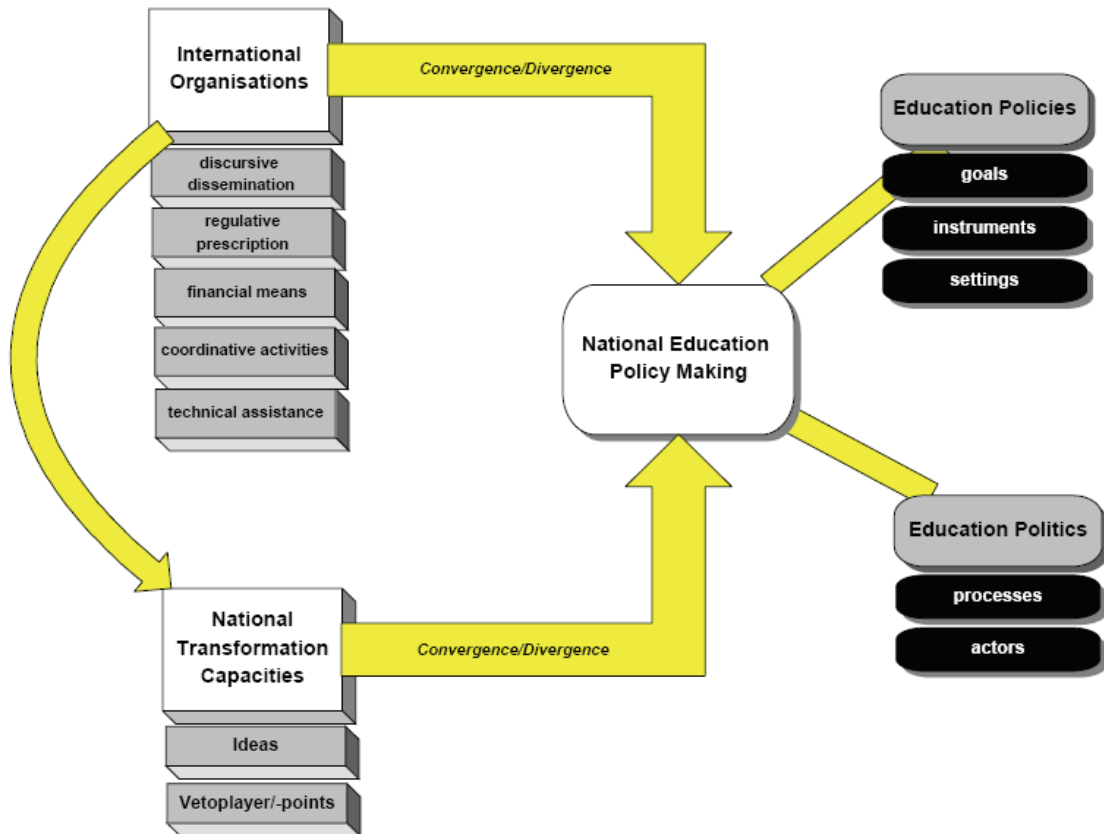 International
Organisations
discursive
dissemination
regulative
prescription
financial means
coordinative activities
technical assistance
Convergence/Divergence
National Education
Policy Making
Education Policies
goals
instruments
settings
Education Politics
processes
actors
National
Transformation
Capacities
Convergence/Divergence
Ideas
Vetoplayer/-points